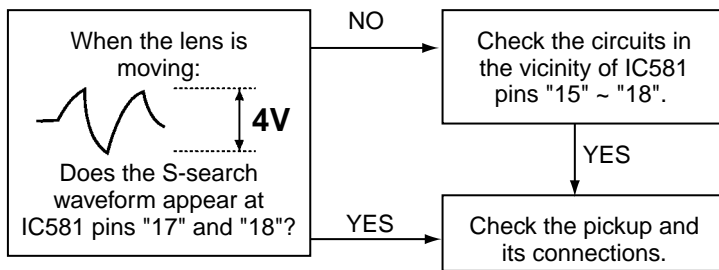 When the lens is
moving:
4V
Does the S-search
waveform appear at
IC581 pins "17" and "18"?
NO
Check the circuits in
the vicinity of IC581
pins "15" ~ "18".
YES
YES
Check the pickup and
its connections.